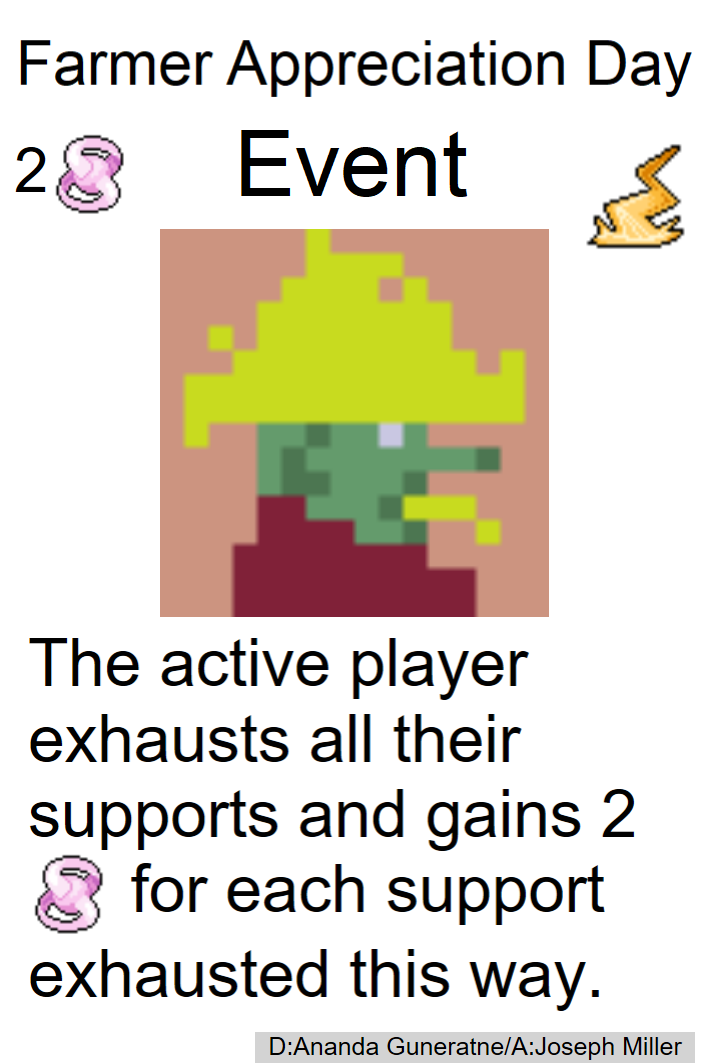 Farmer Appreciation Day
2
Event
The active player
exhausts all their
supports and gains 2
for each support
exhausted this way.
D:Ananda Guneratne/A:Joseph Miller